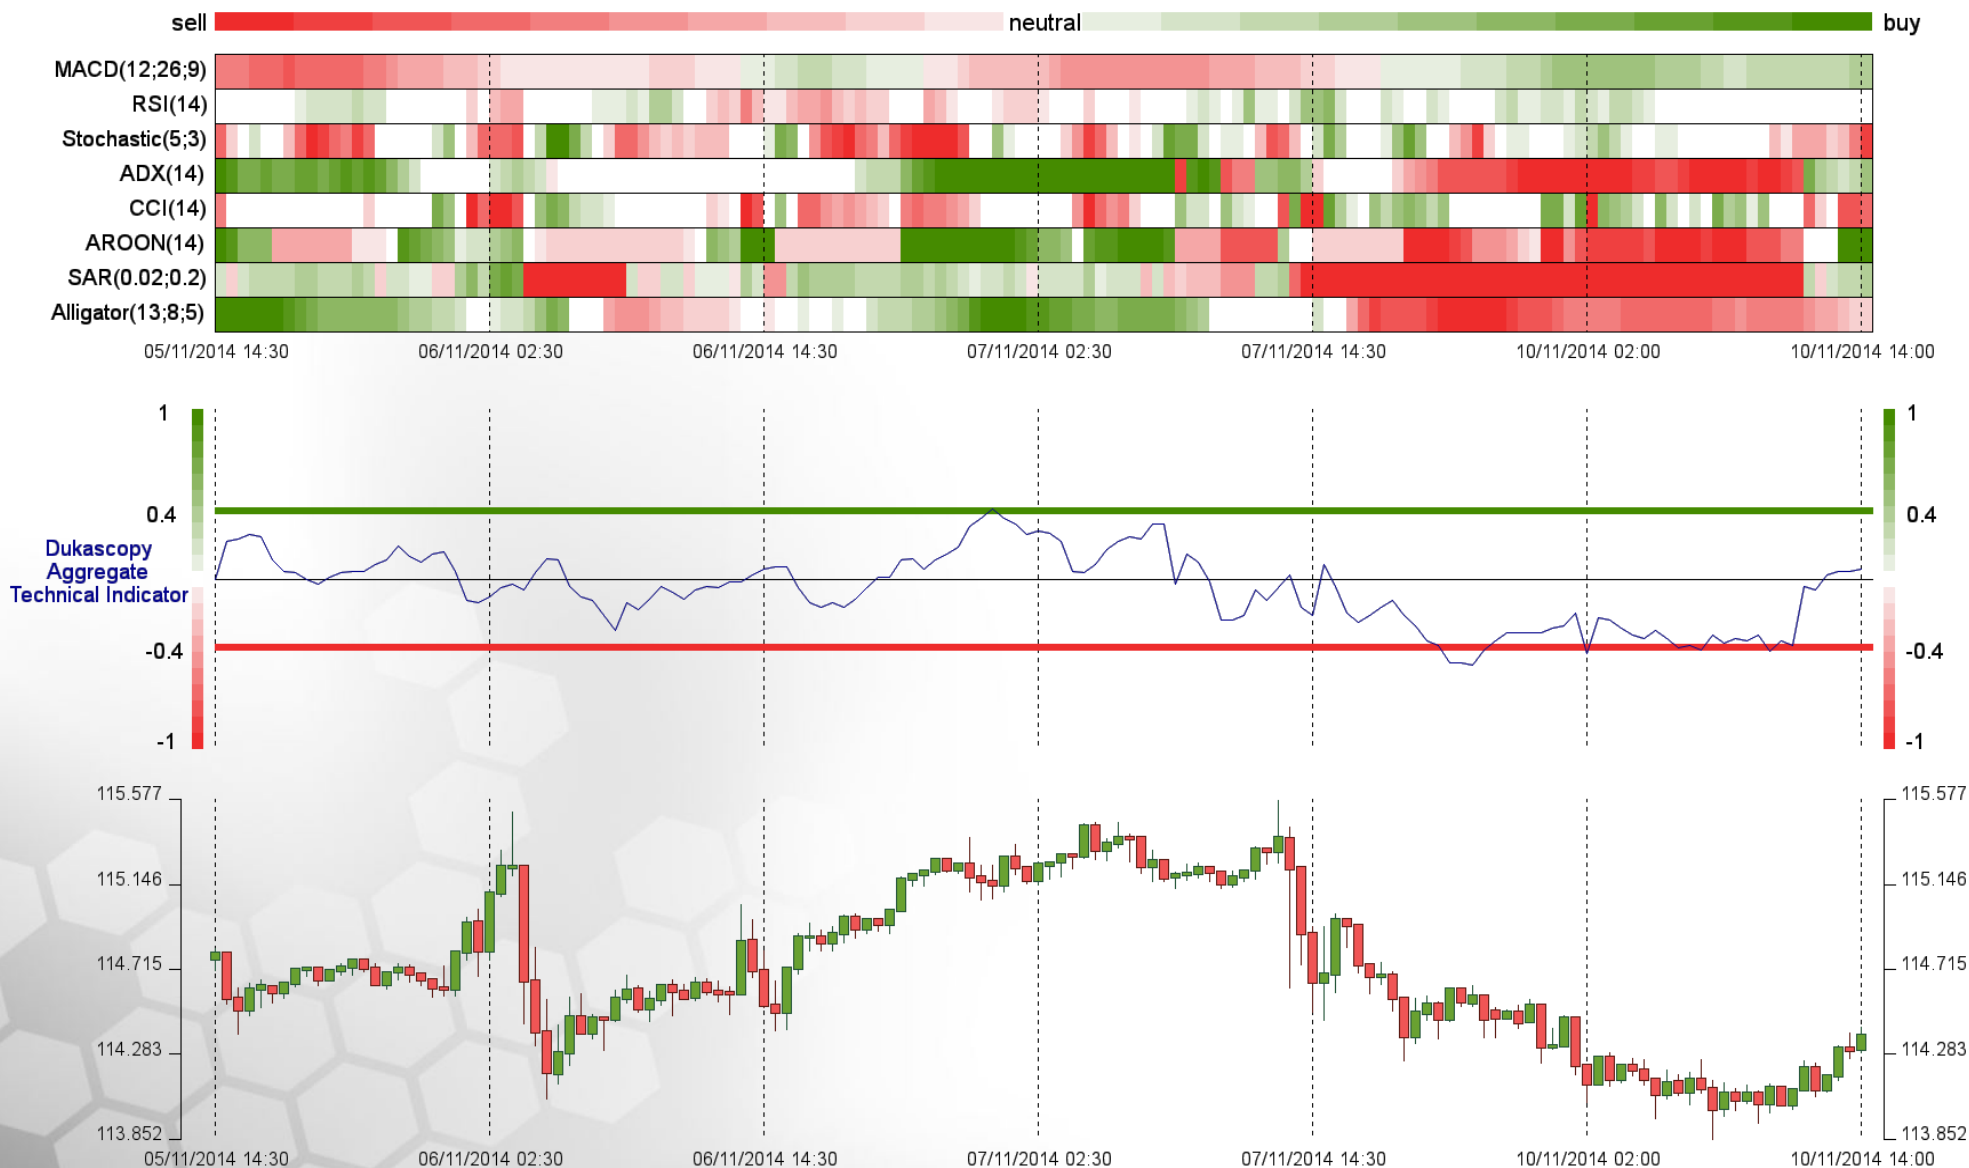 sell neutral buy
MACD(12;26;9)
RSI(14)
Stochastic(5;3)
ADX(14)
CCI(14)
AROON(14)
SAR(0.02;0.2)
Alligator(13;8;5)
05/11/2014 14:30 06/11/2014 02:30 06/11/2014 14:30 07/11/2014 02:30 07/11/2014 14:30 10/11/2014 02:00 10/11/2014 14:00
1 1
0.4 0.4
Dukascopy
Aggregate
Technical Indicator
-0.4 -0.4
-1 -1
115.577 115.577
115.146 115.146
114.715 114.715
114.283 114.283
113.852 113.852
05/11/2014 14:30 06/11/2014 02:30 06/11/2014 14:30 07/11/2014 02:30 07/11/2014 14:30 10/11/2014 02:00 10/11/2014 14:00